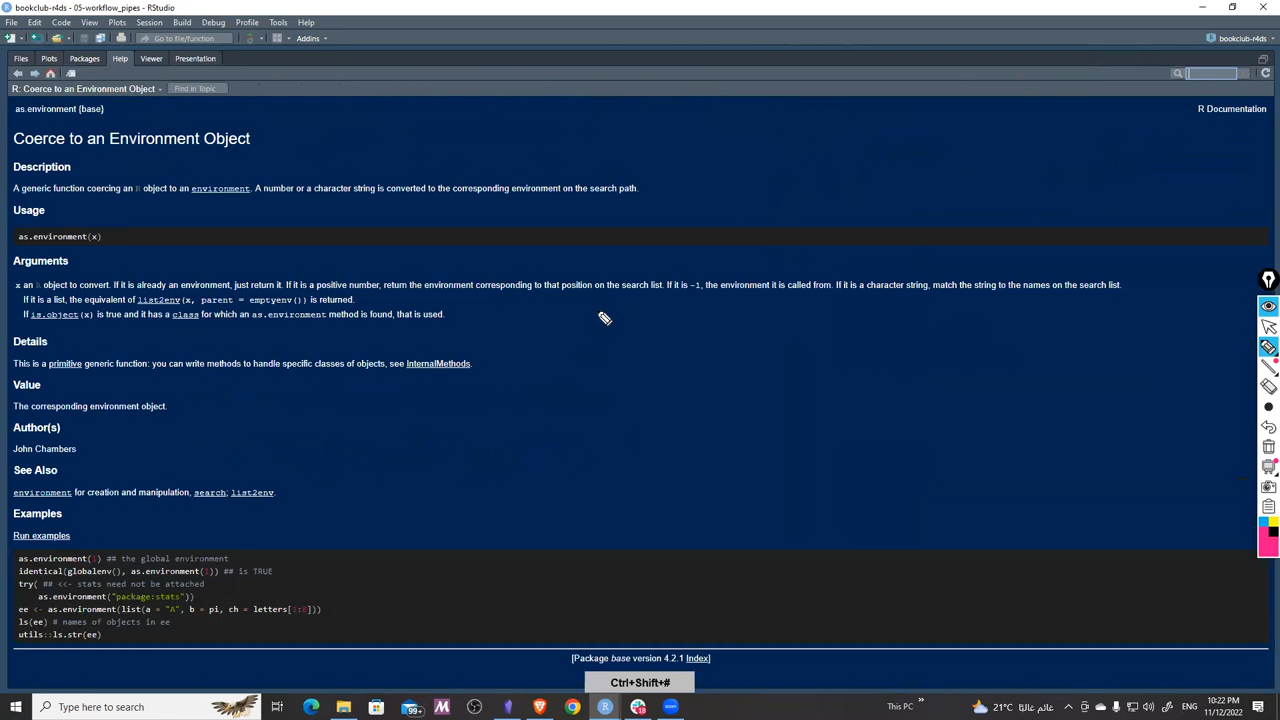 bookclub-r4ds - 05-workflow_pipes - RStudio
File Edit Code View Plots Session Build Debug Profile Tools Help
Go to file/function Addins bookclub-r4ds
Files Plots Packages Help Viewer Presentation
R: Coerce to an Environment Object Find in Topic
as.environment {base} R Documentation
Coerce to an Environment Object
Description
A generic function coercing an R object to an environment. A number or a character string is converted to the corresponding environment on the search path.
Usage
as.environment(x)
Arguments
x an R object to convert. If it is already an environment, just return it. If it is a positive number, return the environment corresponding to that position on the search list. If it is -1, the environment it is called from. If it is a character string, match the string to the names on the search list.
If it is a list, the equivalent of list2env(x, parent = emptyenv()) is returned.
If is.object(x) is true and it has a class for which an as.environment method is found, that is used.
Details
This is a primitive generic function: you can write methods to handle specific classes of objects, see InternalMethods.
Value
The corresponding environment object.
Author(s)
John Chambers
See Also
environment for creation and manipulation, search; list2env.
Examples
Run examples
as.environment(1) ## the global environment
identical(globalenv(), as.environment(1)) ## is TRUE
try( ## <<- stats need not be attached
as.environment("package:stats"))
ee <- as.environment(list(a = "A", b = pi, ch = letters[1:8]))
ls(ee) # names of objects in ee
utils::ls.str(ee)
[Package base version 4.2.1 Index]
Ctrl+Shift+#
Type here to search 99+ 18 This PC 21°C غائم غالبًا 10:22 PM
11/12/2022